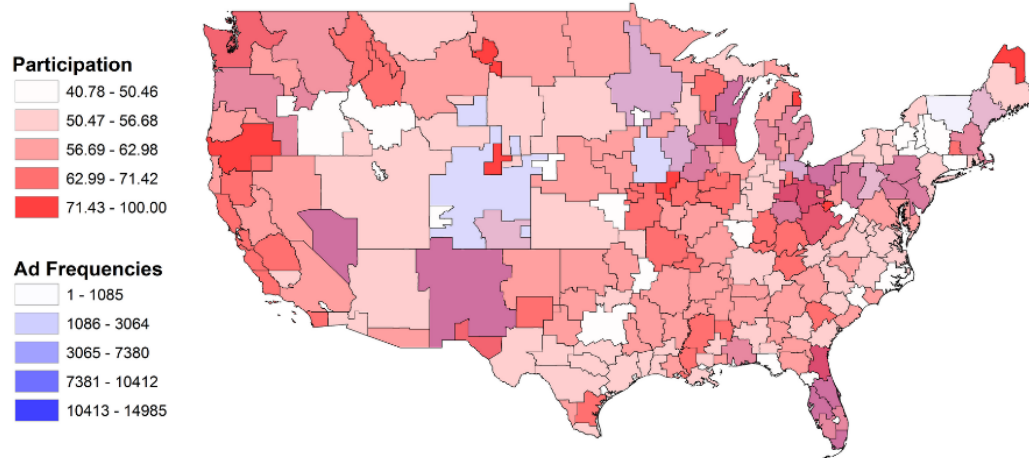 Participation
40.78 - 50.46
50.47 - 56.68
56.69 - 62.98
62.99 - 71.42
71.43 - 100.00
Ad Frequencies
1 - 1085
1086 - 3064
3065 - 7380
7381 - 10412
10413 - 14985